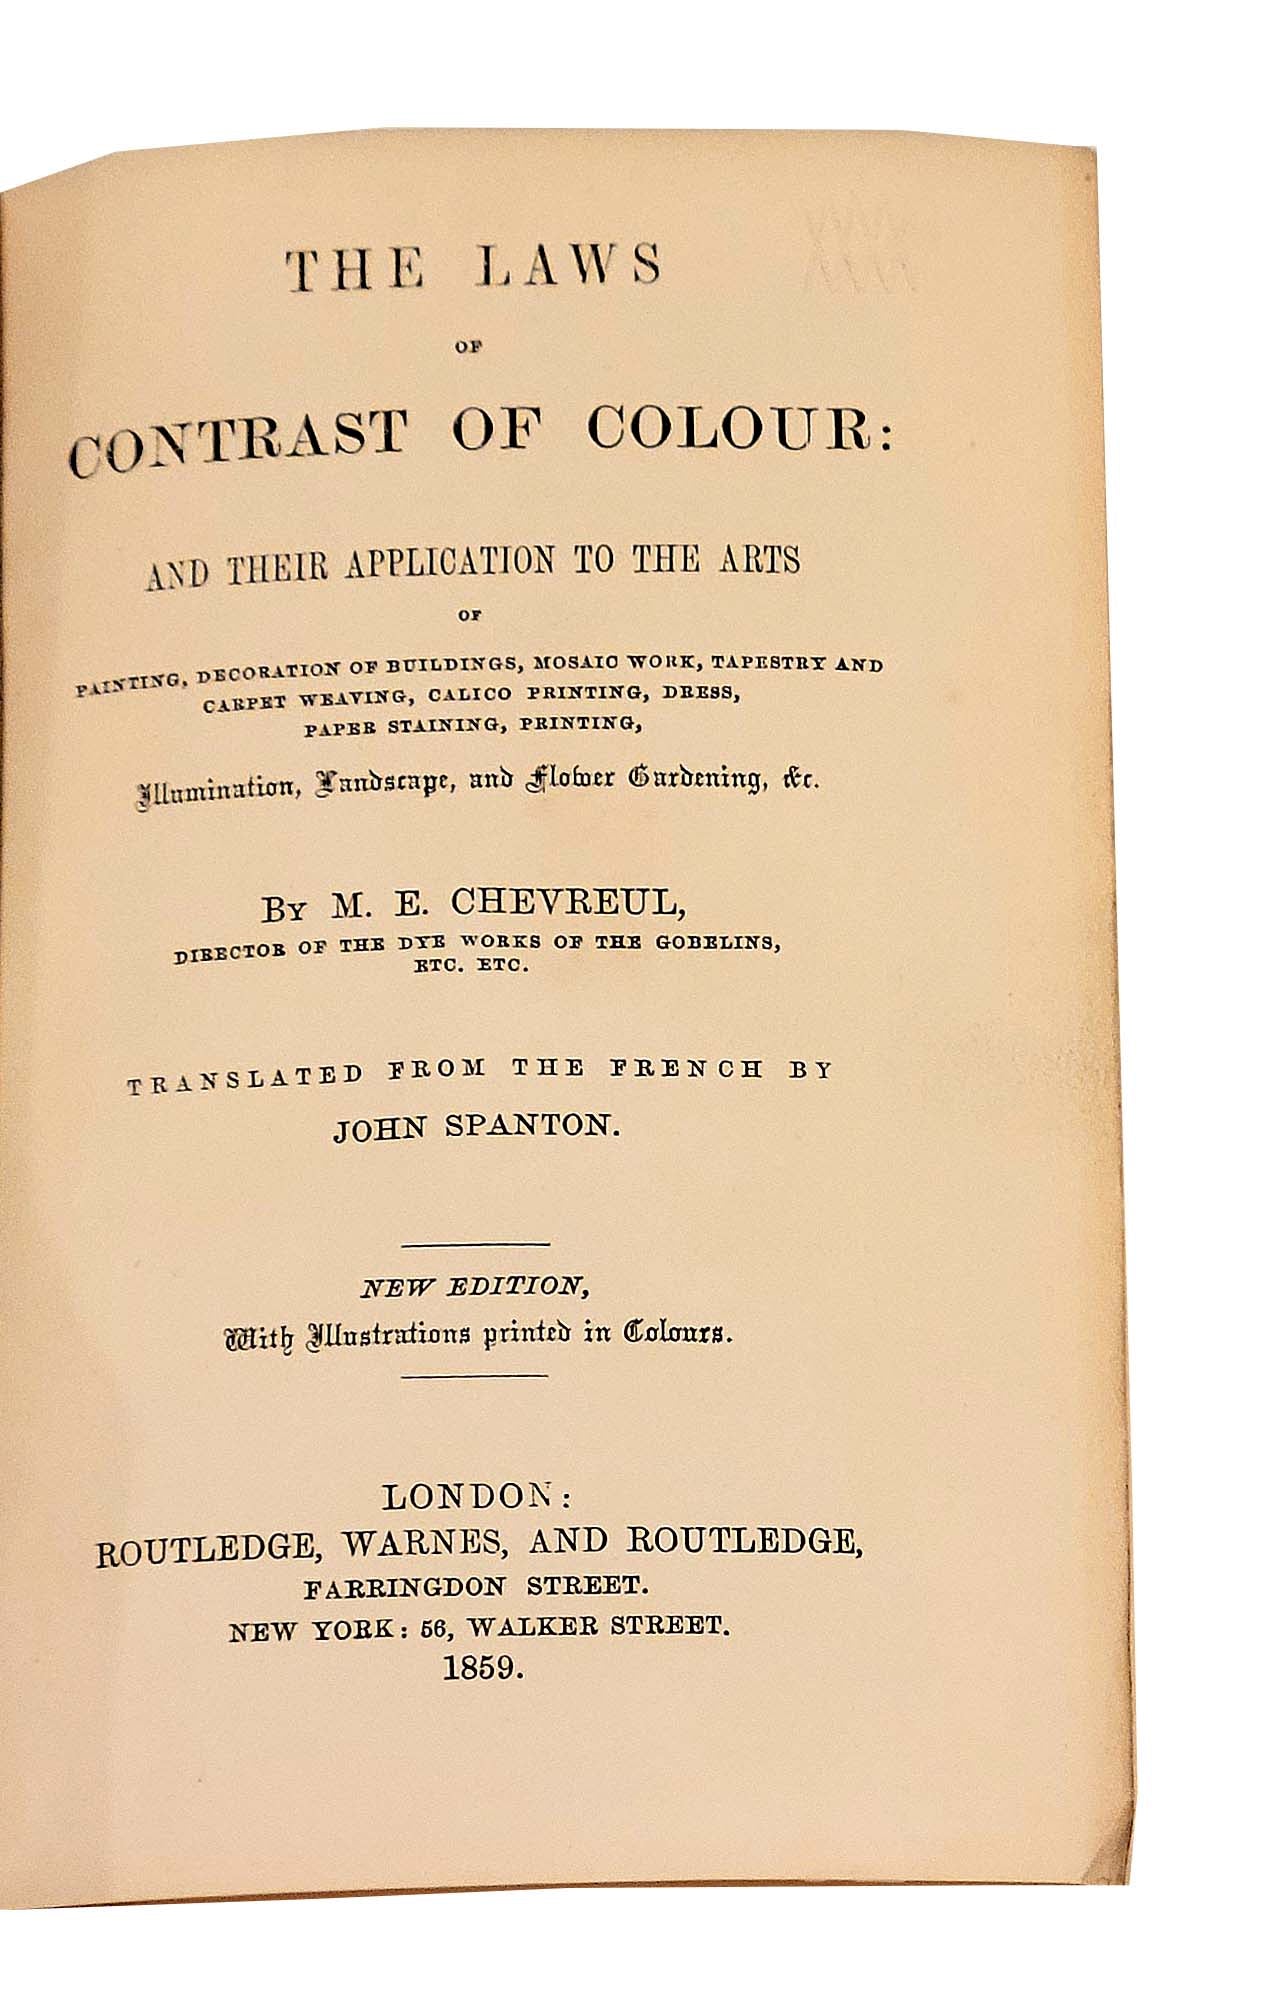 THE LAWS
OF
CONTRAST OF COLOUR:
AND THEIR APPLICATION TO THE ARTS
OF
PAINTING, DECORATION OF BUILDINGS, MOSAIC WORK, TAPESTRY AND
CARPET WEAVING, CALICO PRINTING, DRESS,
PAPER STAINING, PRINTING,
Illumination, Landscape, and Flower Gardening, &c.
BY M. E. CHEVREUL,
DIRECTOR OF THE DYE WORKS OF THE GOBELINS,
ETC. ETC.
TRANSLATED FROM THE FRENCH BY
JOHN SPANTON.
NEW EDITION,
With Illustrations printed in Colours.
LONDON:
ROUTLEDGE, WARNES, AND ROUTLEDGE,
FARRINGDON STREET.
NEW YORK: 56, WALKER STREET.
1859.